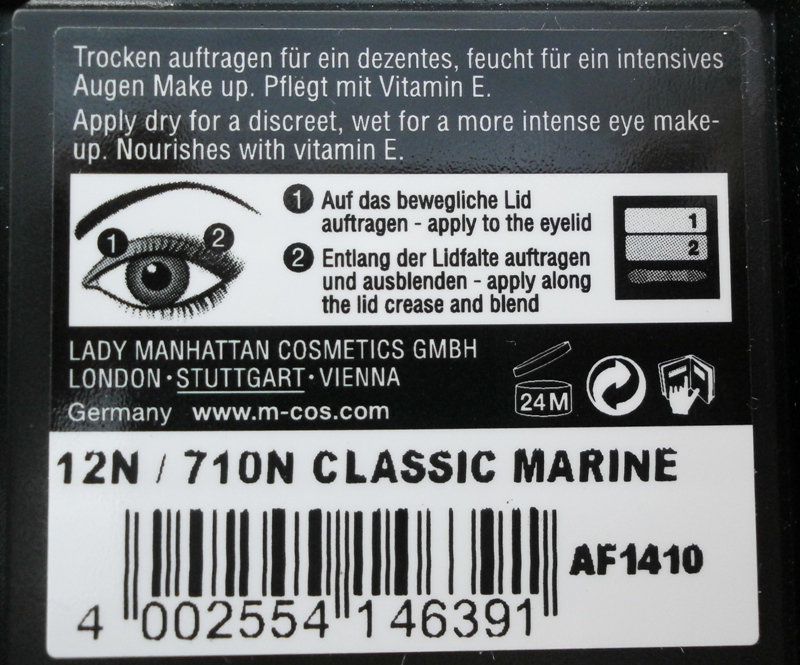 Trocken auftragen für ein dezentes, feucht für ein intensives
Augen Make up. Pflegt mit Vitamin E.
Apply dry for a discreet, wet for a more intense eye make-
up. Nourishes with vitamin E.
1 2
1 Auf das bewegliche Lid
auftragen - apply to the eyelid
2 Entlang der Lidfalte auftragen
und ausblenden - apply along
the lid crease and blend
1
2
LADY MANHATTAN COSMETICS GMBH
LONDON·STUTTGART·VIENNA
Germany www.m-cos.com
24M
12N / 710N CLASSIC MARINE
AF1410
4 002554 146391